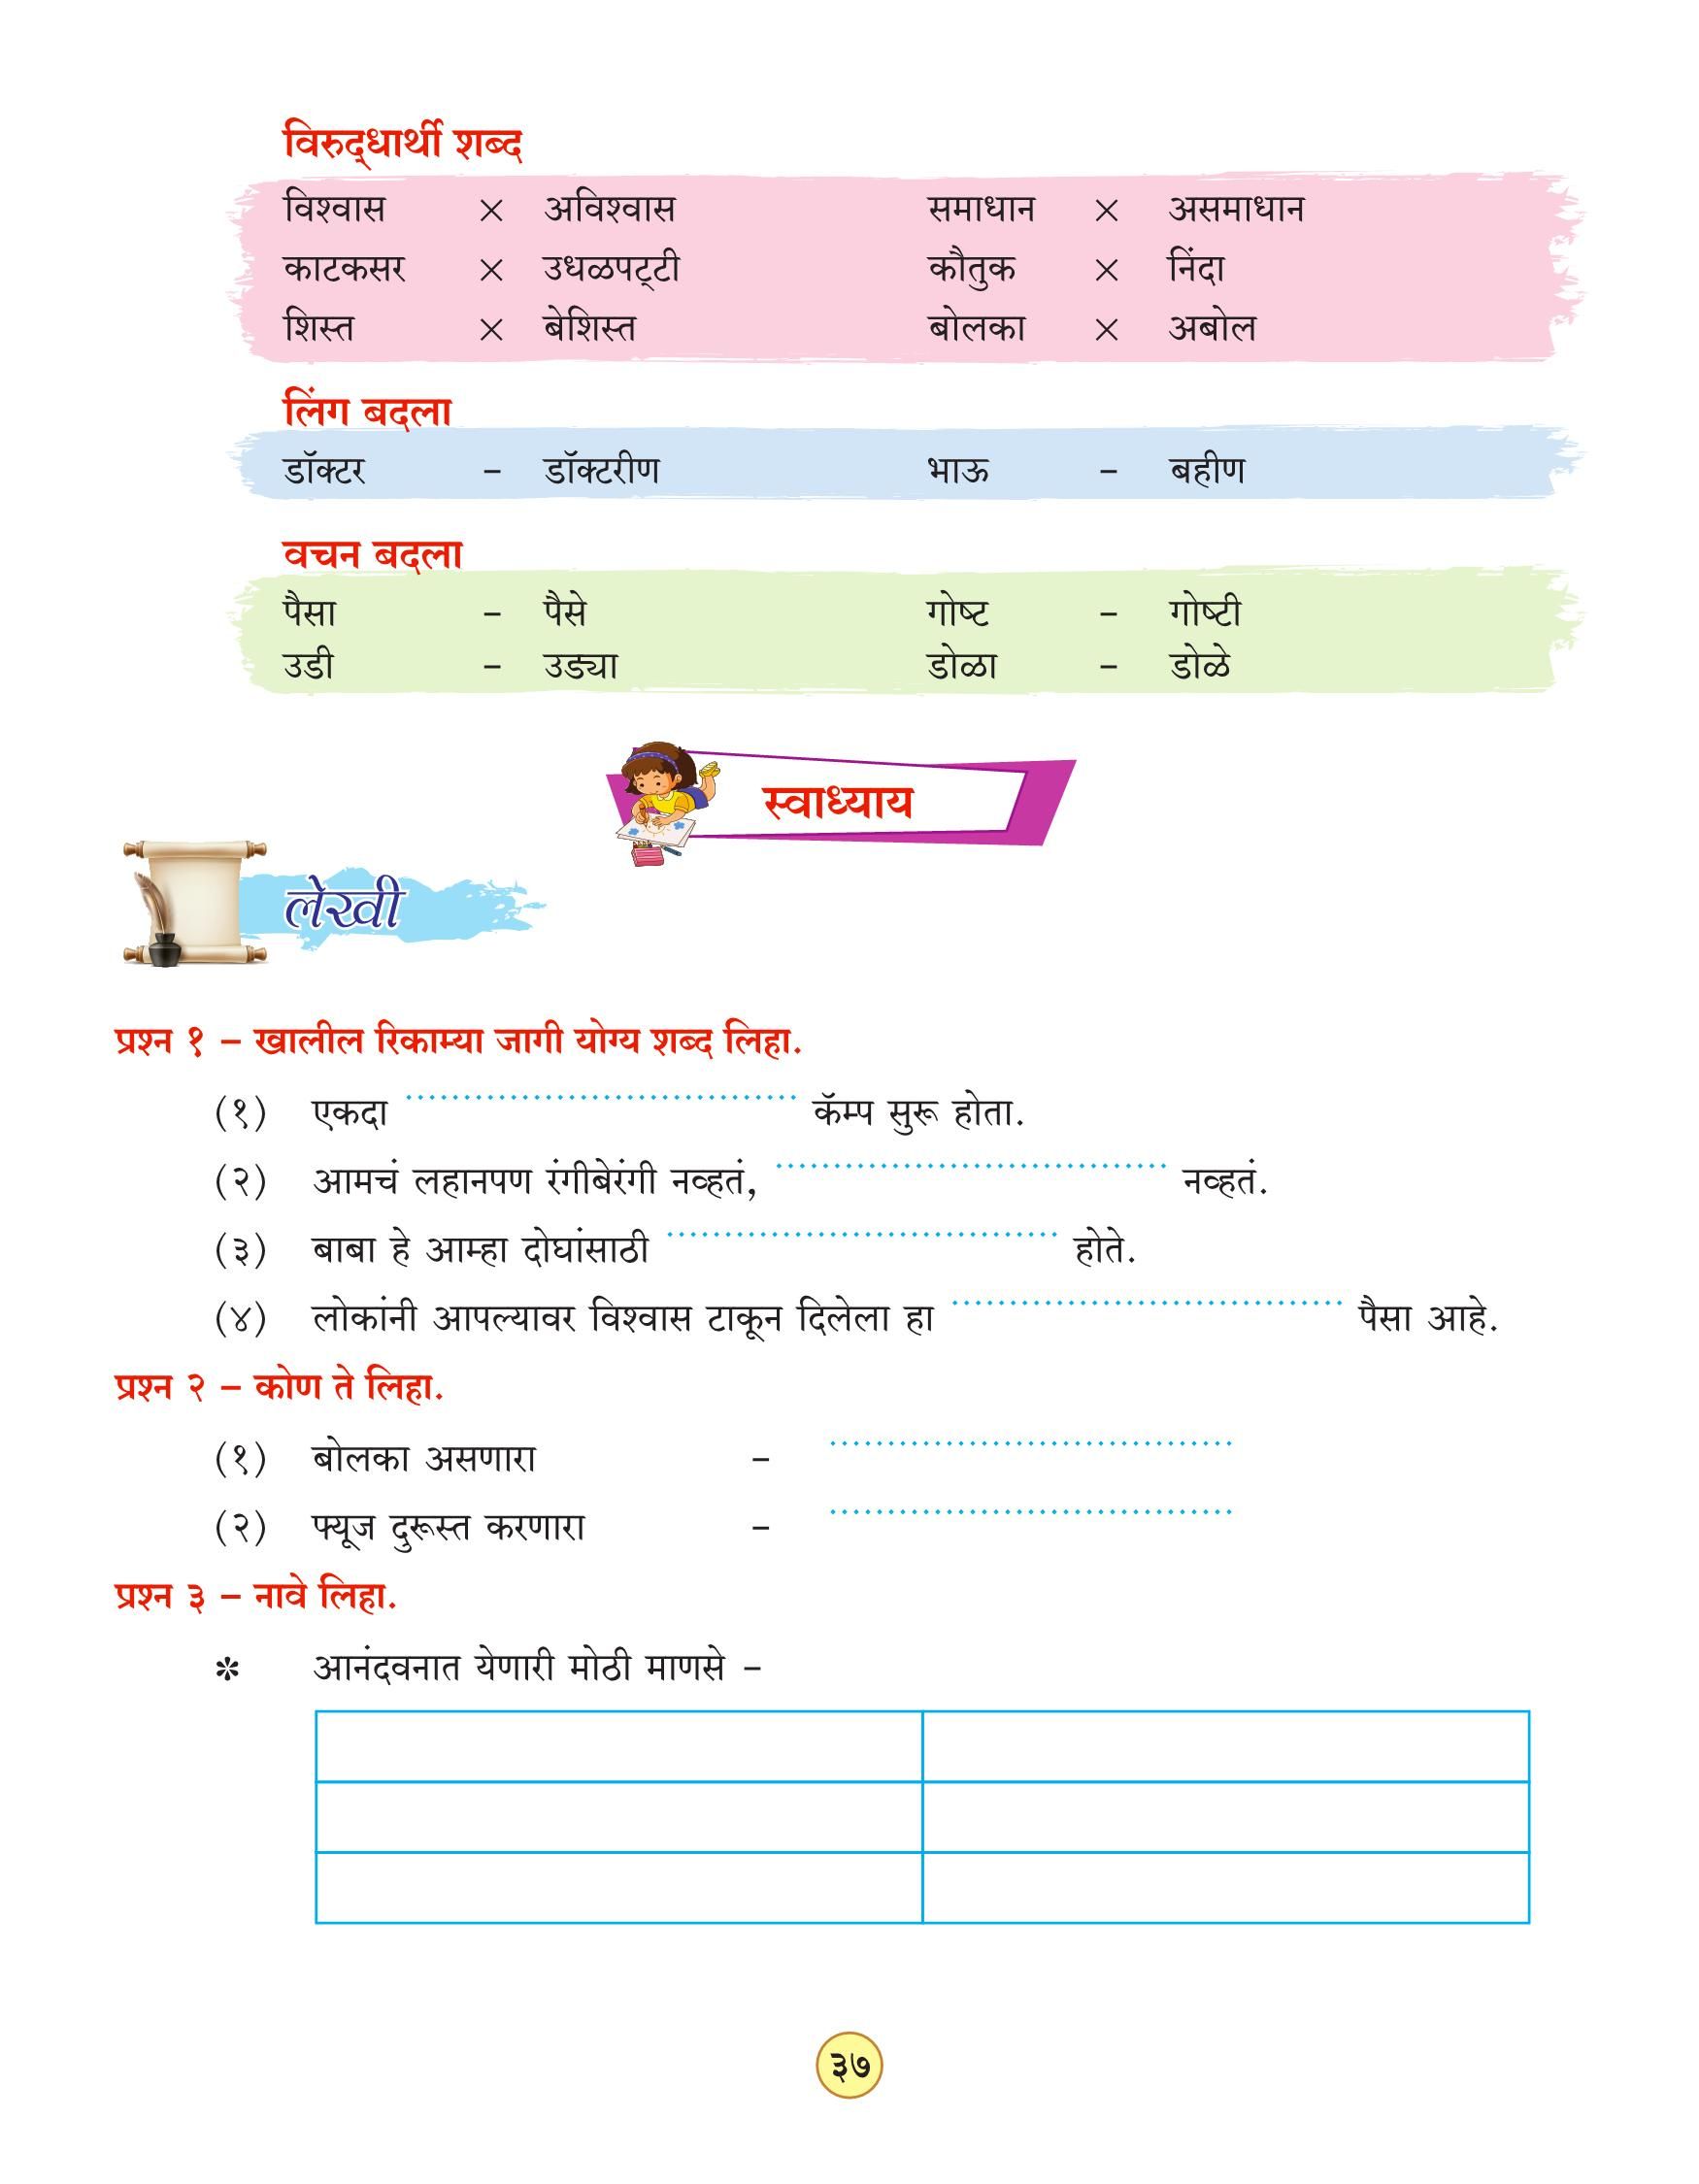 विरुद्धार्थी शब्द
विश्वास × अविश्वास समाधान × असमाधान
काटकसर × उधळपट्टी कौतुक × निंदा
शिस्त × बेशिस्त बोलका × अबोल
लिंग बदला
डॉक्टर – डॉक्टरीण भाऊ – बहीण
वचन बदला
पैसा – पैसे गोष्ट – गोष्टी
उडी – उड्या डोळा – डोळे
स्वाध्याय
लेखी
प्रश्न १ – खालील रिकाम्या जागी योग्य शब्द लिहा.
(१) एकदा ................................ कॅम्प सुरू होता.
(२) आमचं लहानपण रंगीबेरंगी नव्हतं, ................................ नव्हतं.
(३) बाबा हे आम्हा दोघांसाठी ................................ होते.
(४) लोकांनी आपल्यावर विश्वास टाकून दिलेला हा ................................ पैसा आहे.
प्रश्न २ – कोण ते लिहा.
(१) बोलका असणारा – ................................
(२) फ्यूज दुरूस्त करणारा – ................................
प्रश्न ३ – नावे लिहा.
* आनंदवनात येणारी मोठी माणसे –
३७